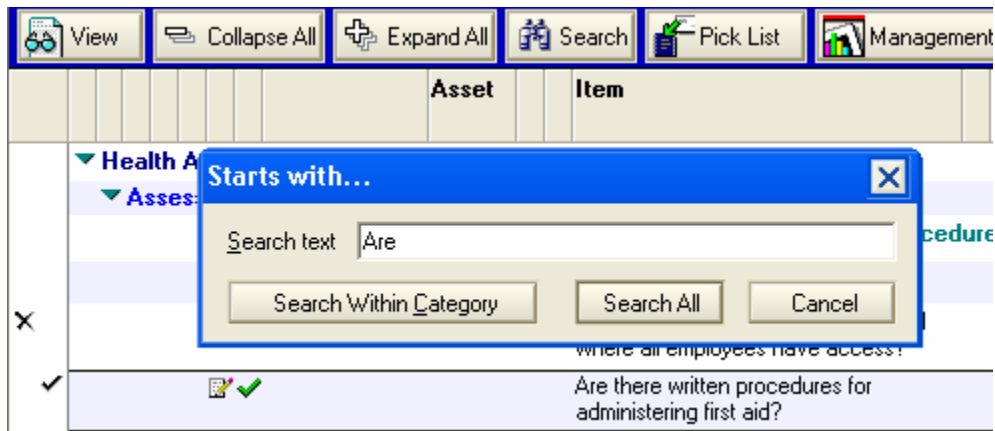 View Collapse All Expand All Search Pick List Management
Asset Item
Health A
Starts with...
Asses
Search text Are
cedure
Search Within Category Search All Cancel
where all employees have access?
Are there written procedures for
administering first aid?